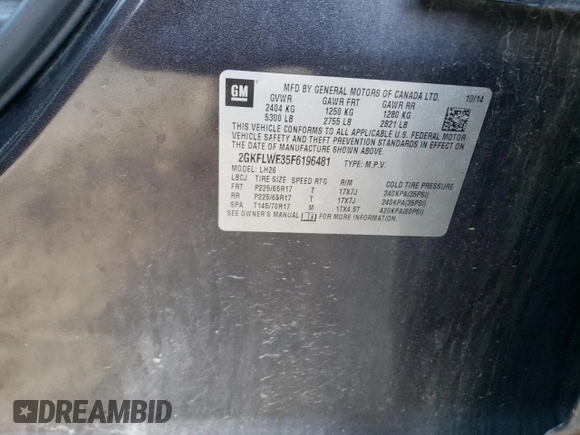 GM
MFD BY GENERAL MOTORS OF CANADA LTD. 10/14
GVWR GAWR FRT GAWR RR
2404 KG 1250 KG 1280 KG
5300 LB 2755 LB 2821 LB
THIS VEHICLE CONFORMS TO ALL APPLICABLE U.S. FEDERAL MOTOR
VEHICLE SAFETY AND THEFT PREVENTION STANDARDS IN EFFECT ON
THE DATE OF MANUFACTURE SHOWN ABOVE.
2GKFLWE35F6196481 TYPE: M.P.V.
MODEL: LH26
LBCJ TIRE SIZE SPEED RTG RIM COLD TIRE PRESSURE
FRT P225/65R17 T 17X7J 240KPA(35PSI)
RR P225/65R17 T 17X7J 240KPA(35PSI)
SPA T145/70R17 M 17X4.5T 420KPA(60PSI)
SEE OWNER'S MANUAL FOR MORE INFORMATION.
DREAMBID